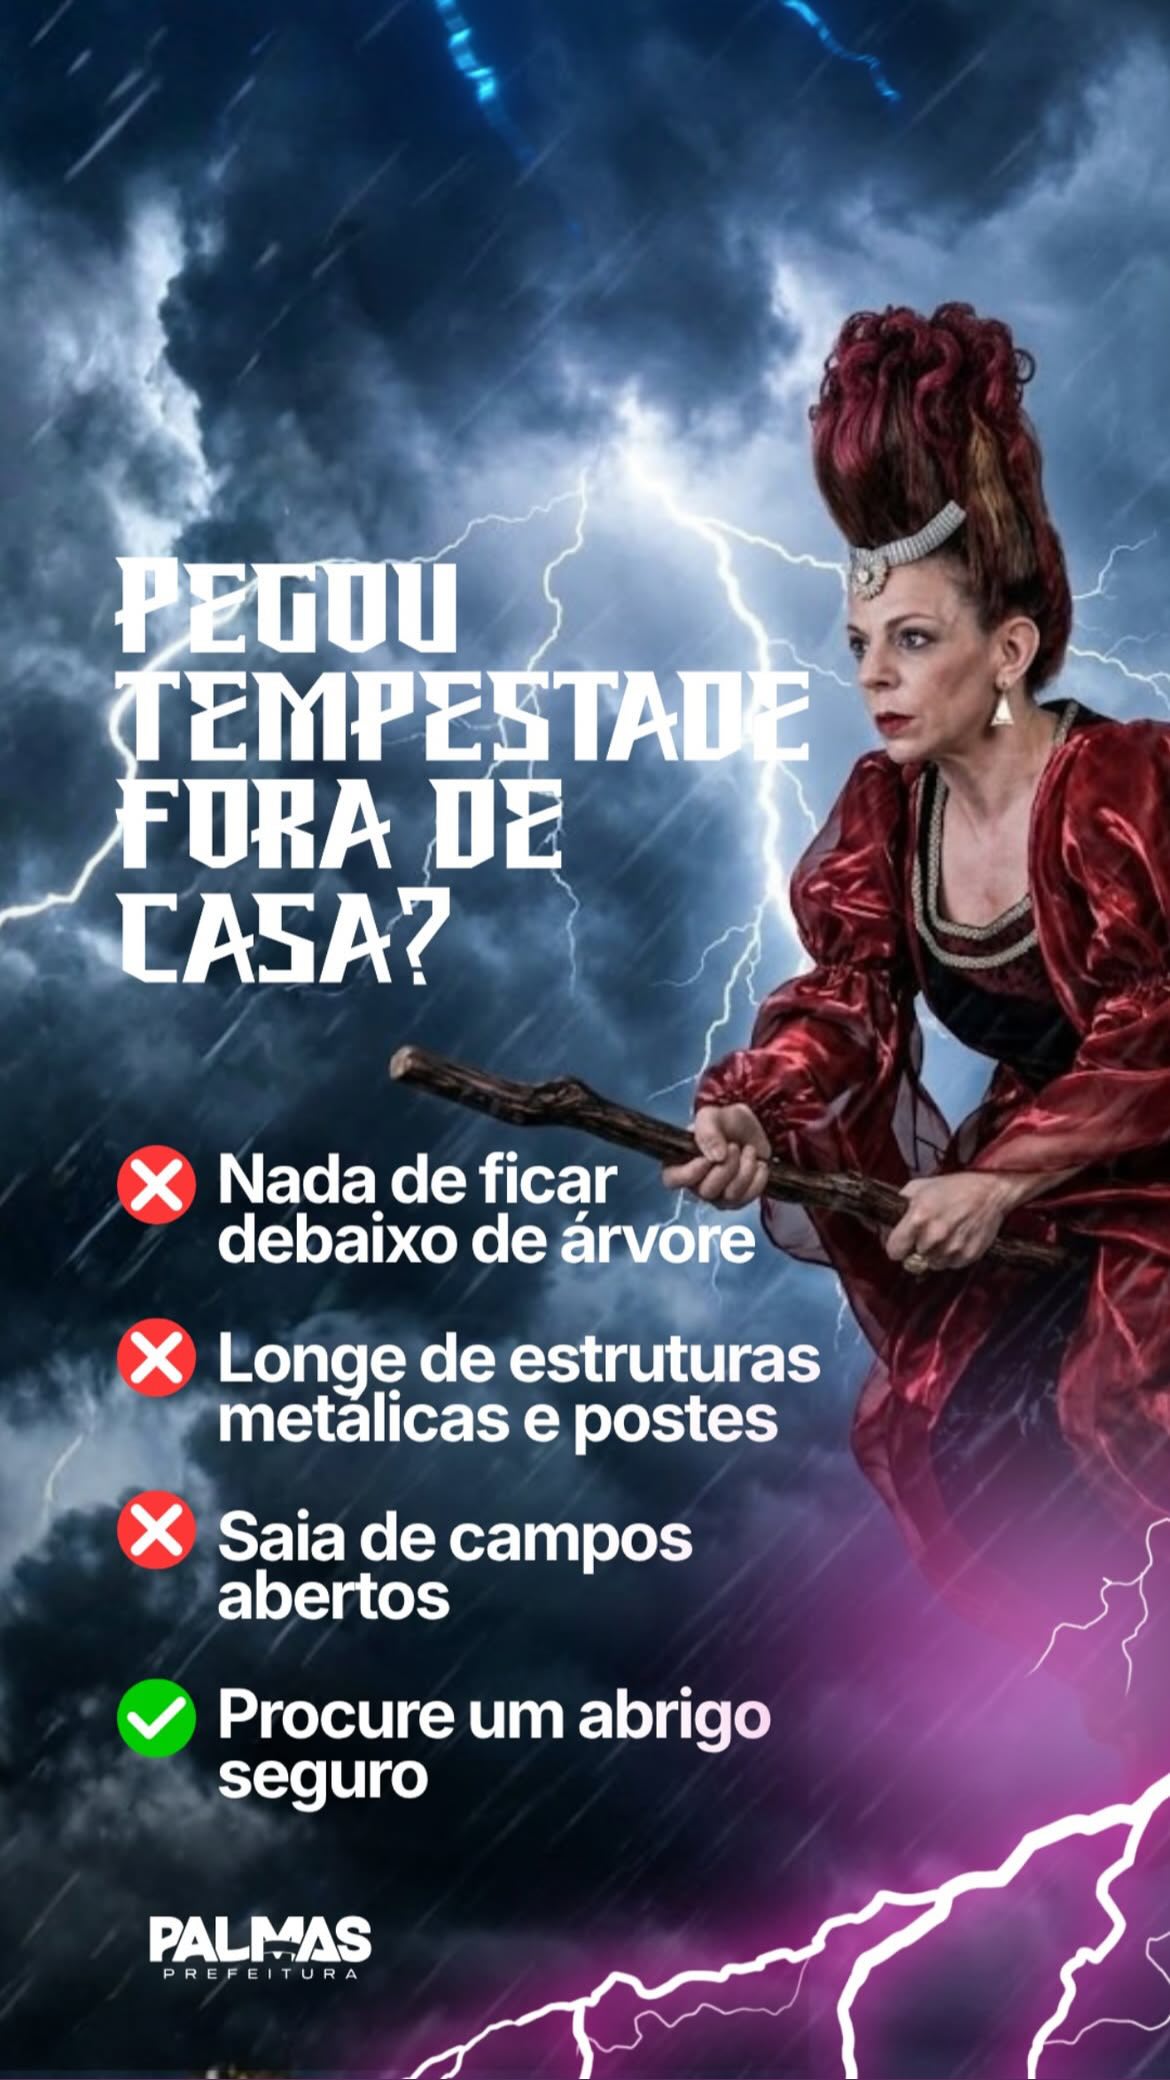 PEGOU
TEMPESTADE
FORA DE
CASA?
Nada de ficar
debaixo de árvore
Longe de estruturas
metálicas e postes
Saia de campos
abertos
Procure um abrigo
seguro
PALMAS
PREFEITURA